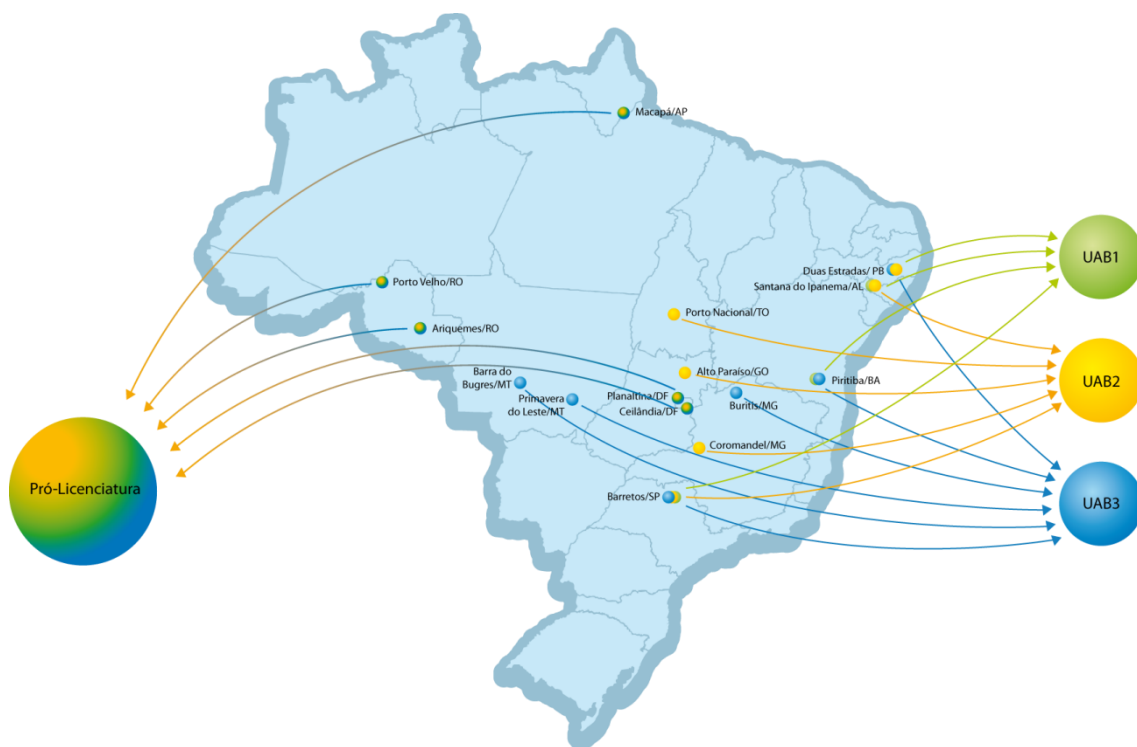 Macapá/AP
UAB1
Duas Estradas/ PB
Porto Velho/RO
Santana do Ipanema/AL
Porto Nacional/TO
Ariquemes/RO
Barra do
Bugres/MT
Alto Paraíso/GO
UAB2
Piritiba/BA
Primavera
do Leste/MT
Planaltina/DF
Buritis/MG
Ceilândia/DF
Coromandel/MG
Pró-Licenciatura
Barretos/SP
UAB3